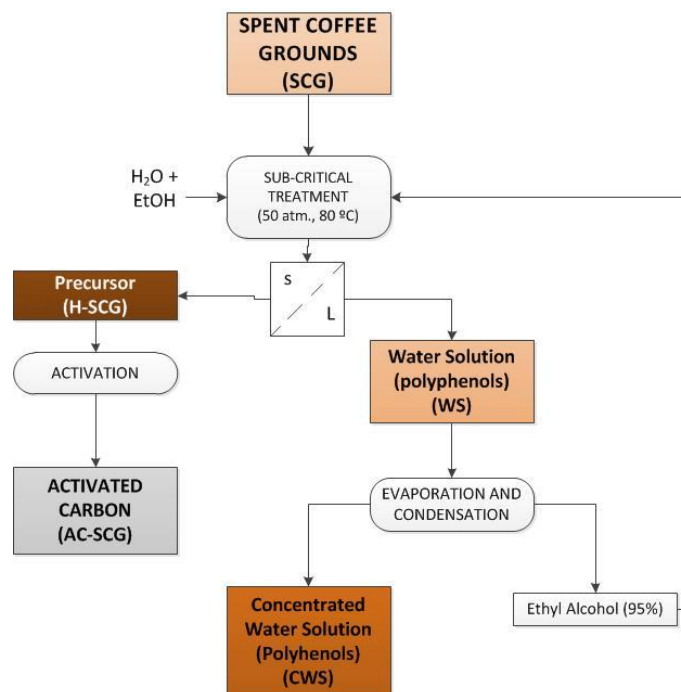 SPENT COFFEE
GROUNDS
(SCG)
H₂O +
EtOH
SUB-CRITICAL
TREATMENT
(50 atm., 80 ºC)
S
L
Precursor
(H-SCG)
ACTIVATION
Water Solution
(polyphenols)
(WS)
ACTIVATED
CARBON
(AC-SCG)
EVAPORATION AND
CONDENSATION
Concentrated
Water Solution
(Polyhenols)
(CWS)
Ethyl Alcohol (95%)